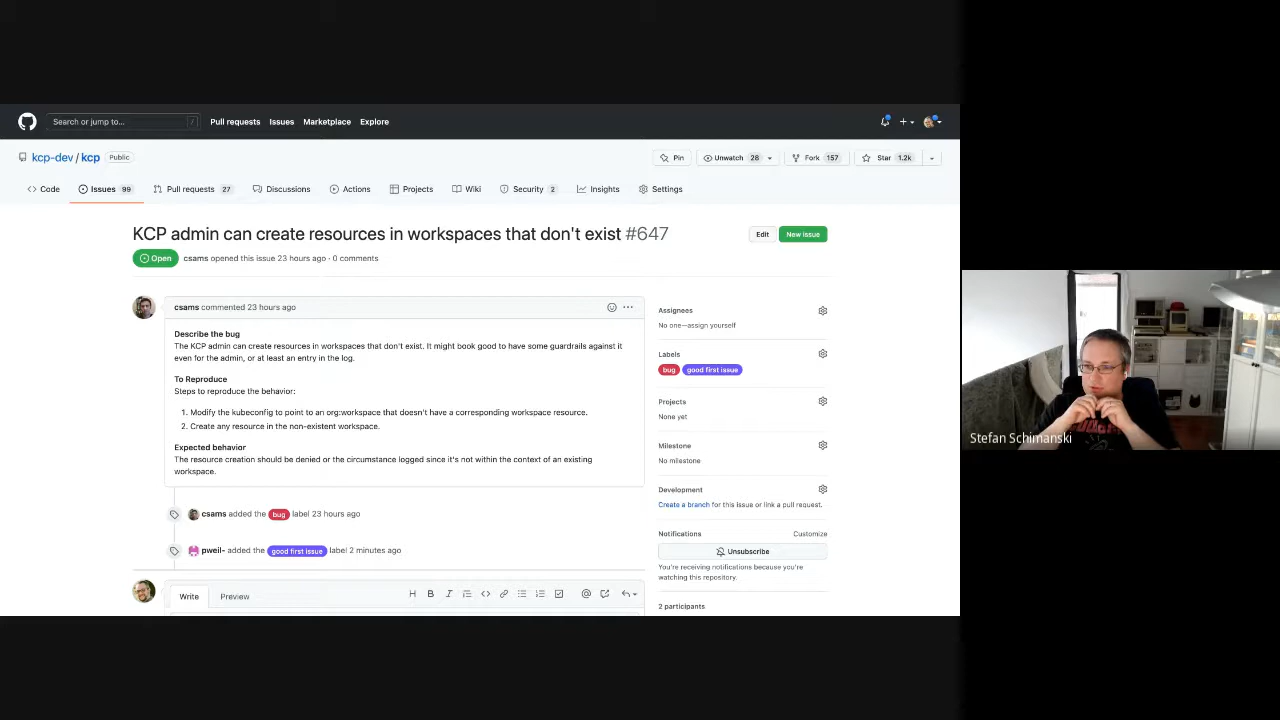 Search or jump to...
/
Pull requests
Issues
Marketplace
Explore
kcp-dev / kcp
Public
Pin
Unwatch 28
Fork 157
Star 1.2k
Code
Issues 99
Pull requests 27
Discussions
Actions
Projects
Wiki
Security 2
Insights
Settings
KCP admin can create resources in workspaces that don't exist #647
Edit
New issue
Open
csams opened this issue 23 hours ago · 0 comments
csams commented 23 hours ago
Describe the bug
The KCP admin can create resources in workspaces that don't exist. It might book good to have some guardrails against it
even for the admin, or at least an entry in the log.
To Reproduce
Steps to reproduce the behavior:
1. Modify the kubeconfig to point to an org:workspace that doesn't have a corresponding workspace resource.
2. Create any resource in the non-existent workspace.
Expected behavior
The resource creation should be denied or the circumstance logged since it's not within the context of an existing
workspace.
csams added the bug label 23 hours ago
pweil- added the good first issue label 2 minutes ago
Write
Preview
Assignees
No one—assign yourself
Labels
bug
good first issue
Projects
None yet
Milestone
No milestone
Development
Create a branch for this issue or link a pull request.
Notifications
Customize
Unsubscribe
You're receiving notifications because you're
watching this repository.
2 participants
Stefan Schimanski